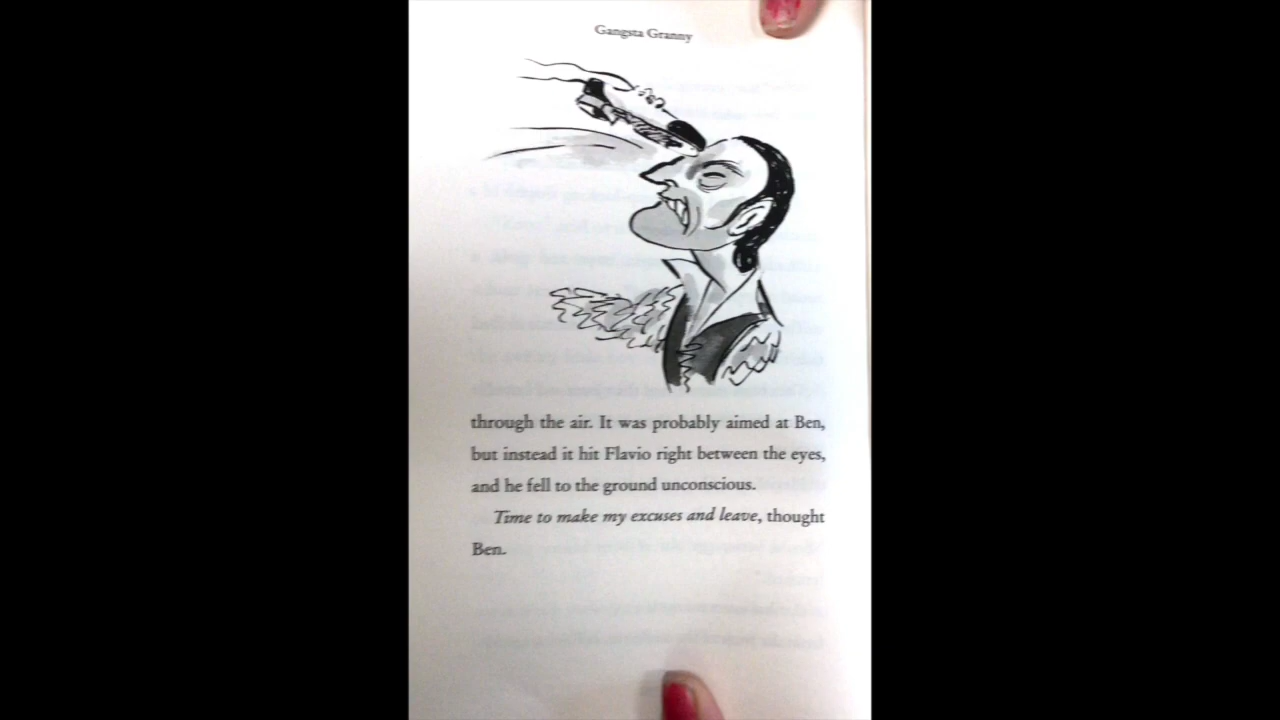 Gangsta Granny
through the air. It was probably aimed at Ben,
but instead it hit Flavio right between the eyes,
and he fell to the ground unconscious.
Time to make my excuses and leave, thought
Ben.